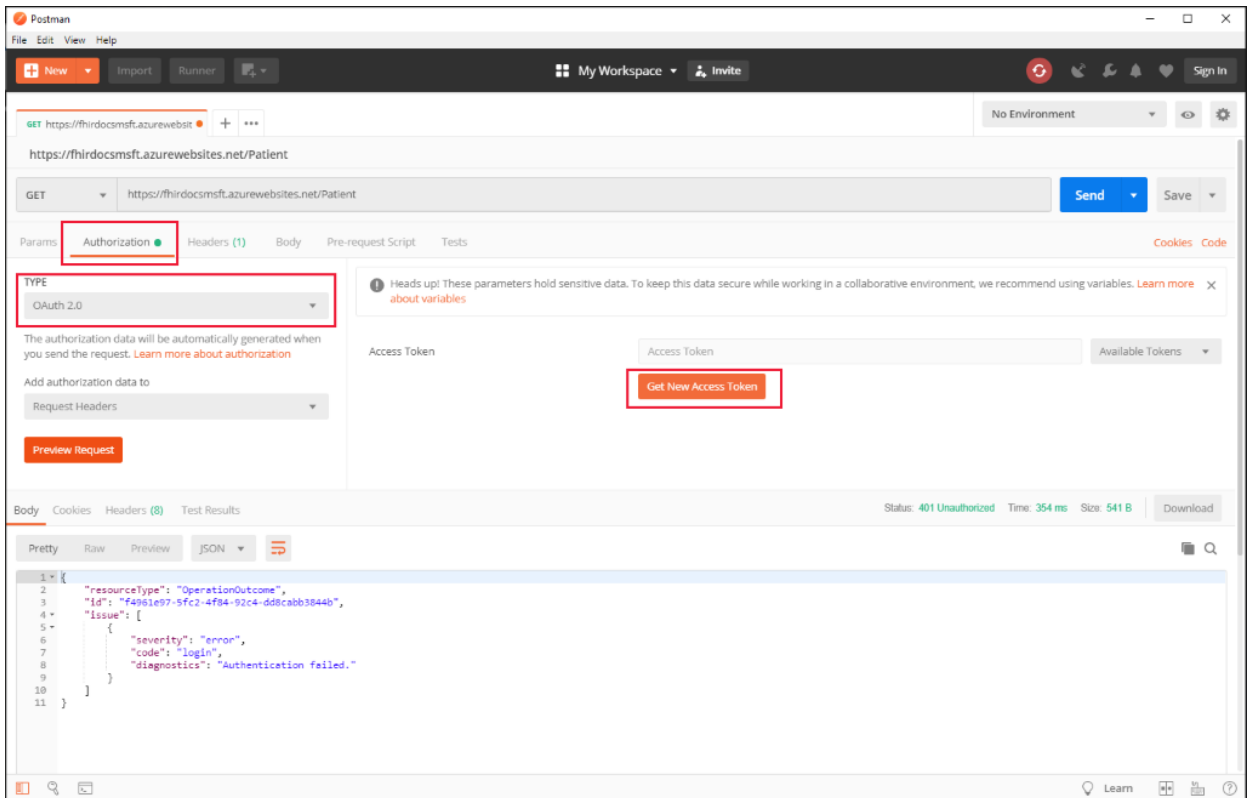 Postman
File Edit View Help
New Import Runner My Workspace Invite Sign In
GET https://fhirdocsmsft.azurewebsit + ••• No Environment
https://fhirdocsmsft.azurewebsites.net/Patient
GET https://fhirdocsmsft.azurewebsites.net/Patient Send Save
Params Authorization Headers (1) Body Pre-request Script Tests Cookies Code
TYPE
OAuth 2.0
The authorization data will be automatically generated when
you send the request. Learn more about authorization
Add authorization data to
Request Headers
Preview Request
Heads up! These parameters hold sensitive data. To keep this data secure while working in a collaborative environment, we recommend using variables. Learn more
about variables
Access Token Access Token Available Tokens
Get New Access Token
Body Cookies Headers (8) Test Results Status: 401 Unauthorized Time: 354 ms Size: 541 B Download
Pretty Raw Preview JSON
1 {
2 "resourceType": "OperationOutcome",
3 "id": "f4961e97-5fc2-4f84-92c4-dd8cabb3844b",
4 "issue": [
5 {
6 "severity": "error",
7 "code": "login",
8 "diagnostics": "Authentication failed."
9 }
10 ]
11 }
Learn